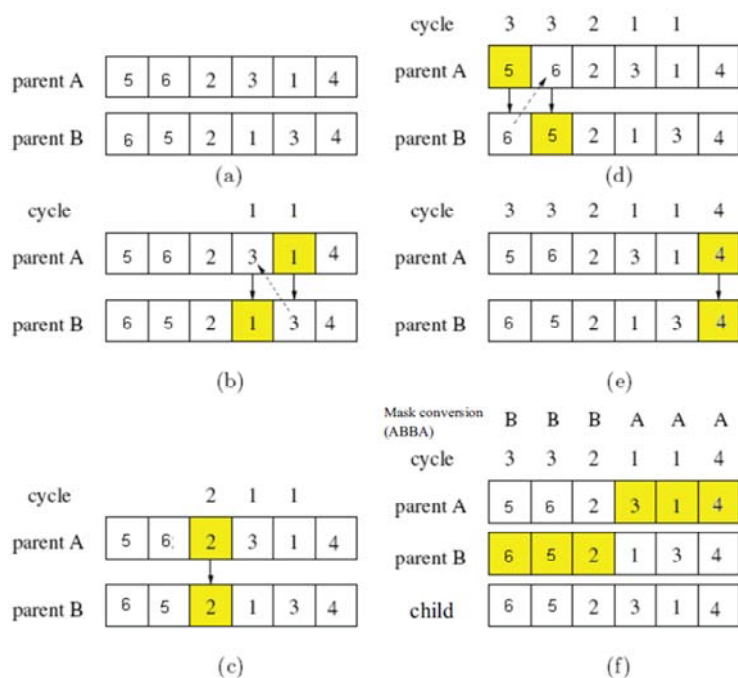 parent A 5 6 2 3 1 4
parent B 6 5 2 1 3 4
(a)
cycle 1 1
parent A 5 6 2 3 1 4
parent B 6 5 2 1 3 4
(b)
cycle 2 1 1
parent A 5 6 2 3 1 4
parent B 6 5 2 1 3 4
(c)
cycle 3 3 2 1 1
parent A 5 6 2 3 1 4
parent B 6 5 2 1 3 4
(d)
cycle 3 3 2 1 1 4
parent A 5 6 2 3 1 4
parent B 6 5 2 1 3 4
(e)
Mask conversion
(ABBA) B B B A A A
cycle 3 3 2 1 1 4
parent A 5 6 2 3 1 4
parent B 6 5 2 1 3 4
child 6 5 2 3 1 4
(f)